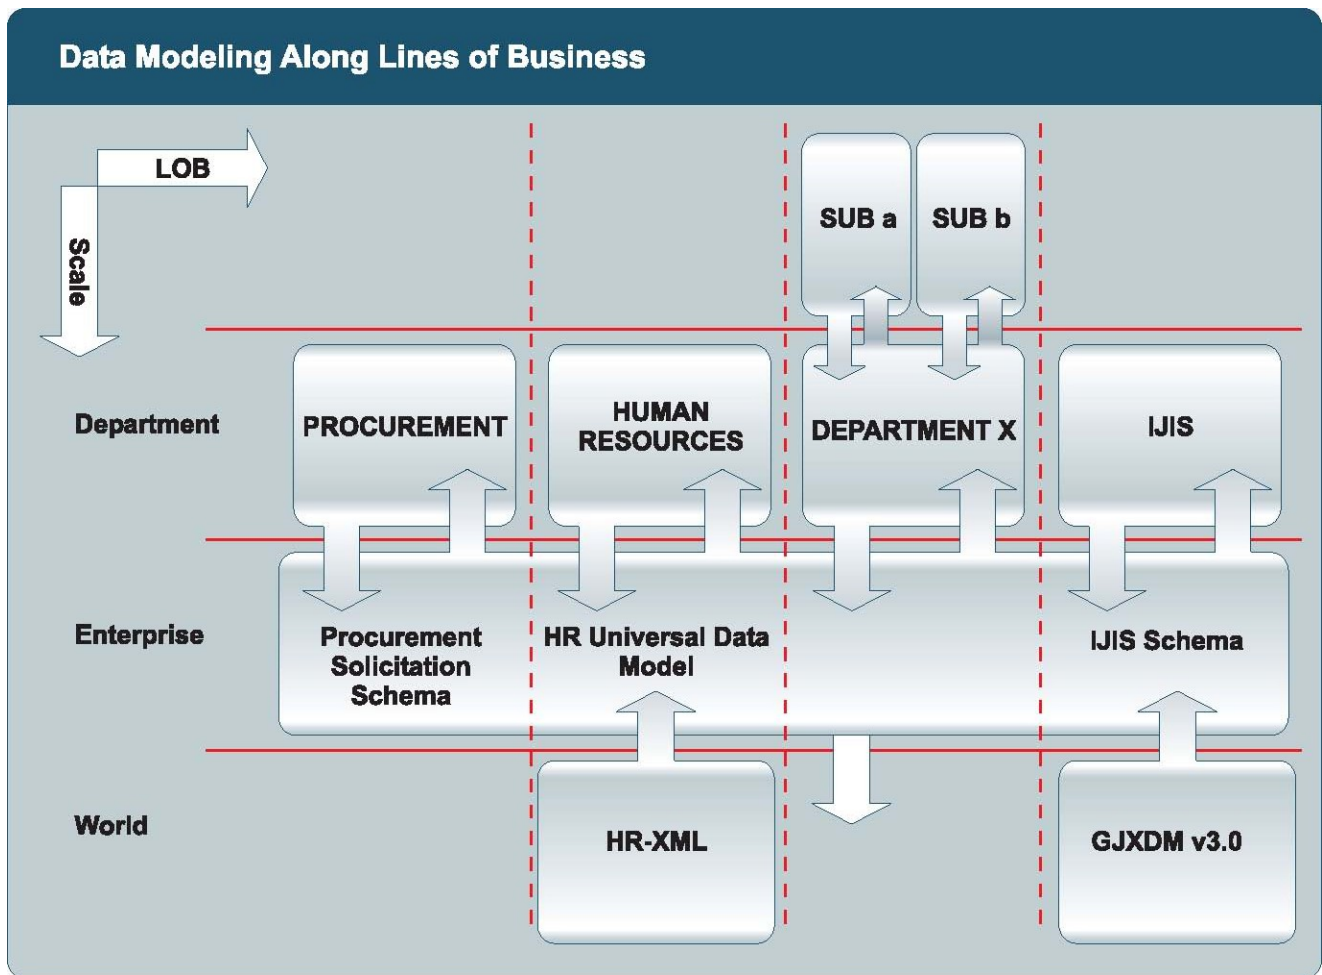 Data Modeling Along Lines of Business
LOB
Scale
SUB a
SUB b
Department
PROCUREMENT
HUMAN
RESOURCES
DEPARTMENT X
IJIS
Enterprise
Procurement
Solicitation
Schema
HR Universal Data
Model
IJIS Schema
World
HR-XML
GJXDM v3.0